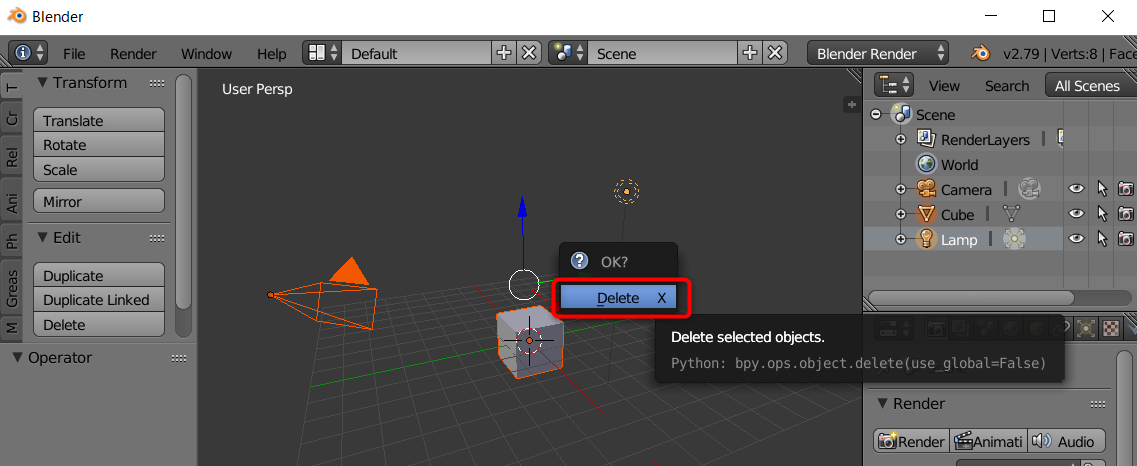 Blender
File Render Window Help Default Scene Blender Render v2.79 | Verts:8 | Face
T
Cr
Rel
Ani
Ph
Greas
M
Transform
Translate
Rotate
Scale
Mirror
Edit
Duplicate
Duplicate Linked
Delete
Operator
User Persp
OK?
Delete X
Delete selected objects.
Python: bpy.ops.object.delete(use_global=False)
View Search All Scenes
Scene
RenderLayers
World
Camera
Cube
Lamp
Render
Render Animati Audio